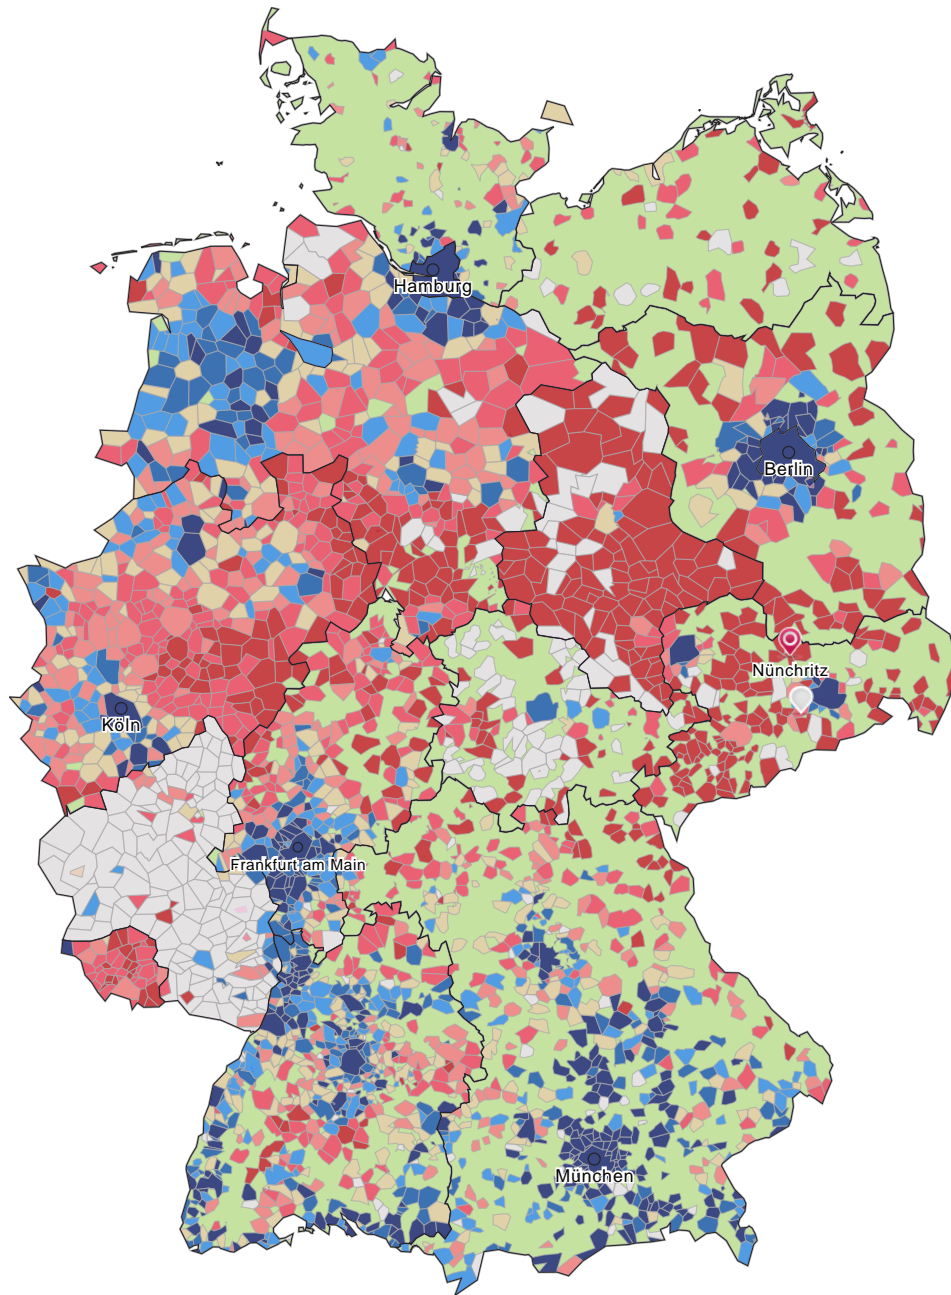 Hamburg
Berlin
Nünchritz
Köln
Frankfurt am Main
München